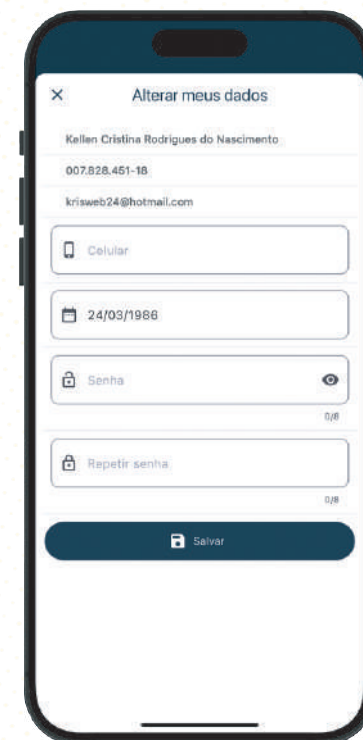 Alterar meus dados
Kellen Cristina Rodrigues do Nascimento
007.828.451-18
krisweb24@hotmail.com
Celular
24/03/1986
Senha
0/8
Repetir senha
0/8
Salvar